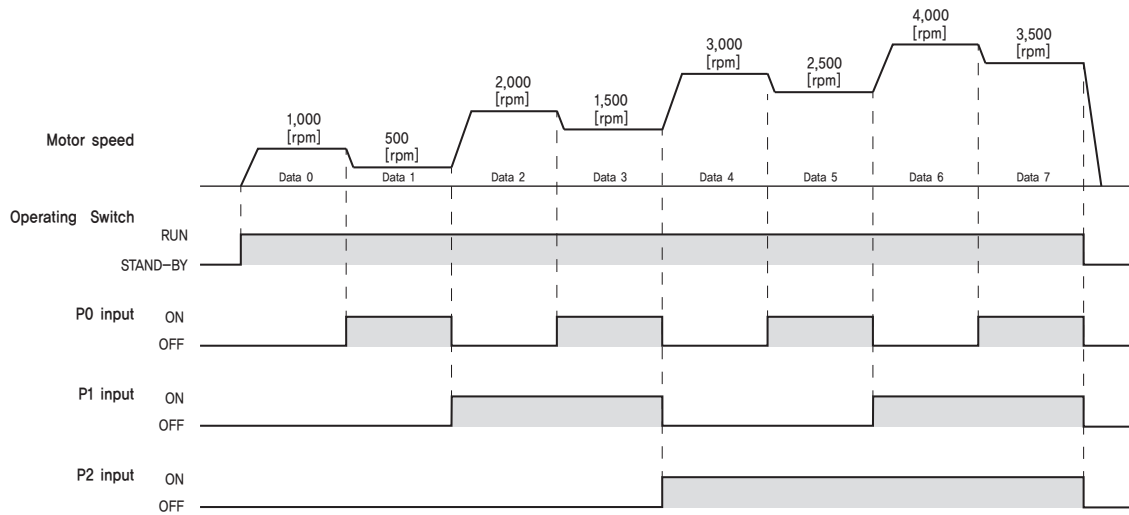 4,000
[rpm]
3,500
[rpm]
3,000
[rpm]
2,500
[rpm]
2,000
[rpm]
1,500
[rpm]
1,000
[rpm]
500
[rpm]
Motor speed
Data 0 Data 1 Data 2 Data 3 Data 4 Data 5 Data 6 Data 7
Operating Switch
RUN
STAND-BY
P0 input ON
OFF
P1 input ON
OFF
P2 input ON
OFF